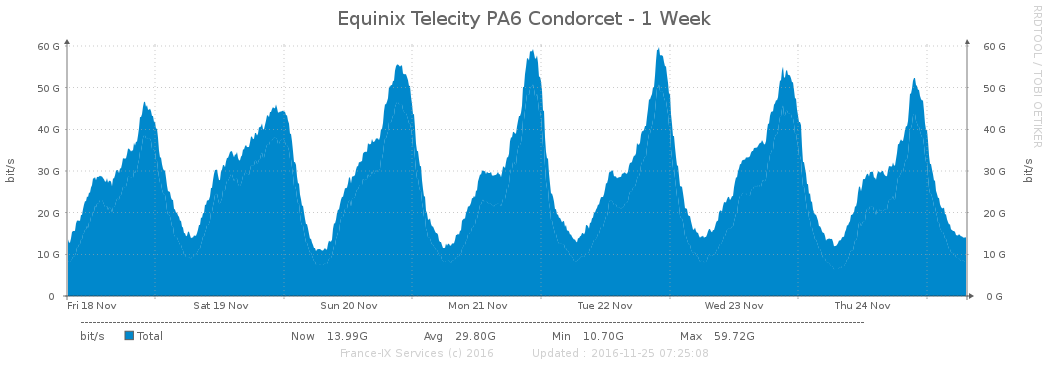 Equinix Telecity PA6 Condorcet - 1 Week
RRDTOOL / TOBI OETIKER
bit/s
60 G 60 G
50 G 50 G
40 G 40 G
30 G 30 G
20 G 20 G
10 G 10 G
0 0 G
bit/s
Fri 18 Nov Sat 19 Nov Sun 20 Nov Mon 21 Nov Tue 22 Nov Wed 23 Nov Thu 24 Nov
bit/s Total Now 13.99G Avg 29.80G Min 10.70G Max 59.72G
France-IX Services (c) 2016 Updated : 2016-11-25 07:25:08